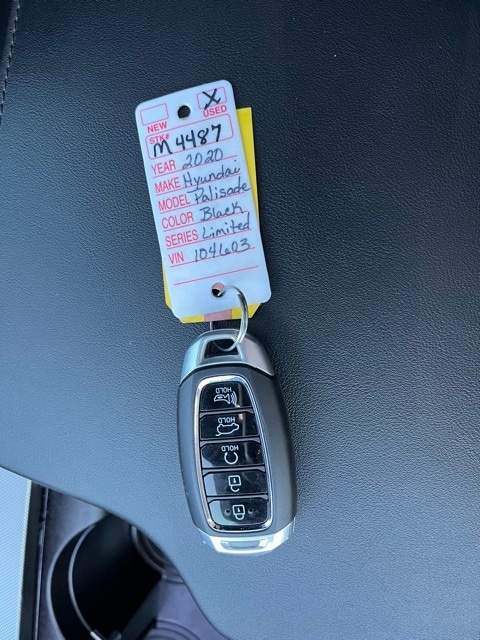 NEW X USED
STK# M4487
YEAR 2020
MAKE Hyundai
MODEL Palisade
COLOR Black
SERIES Limited
VIN 104603
HOLD
HOLD
HOLD